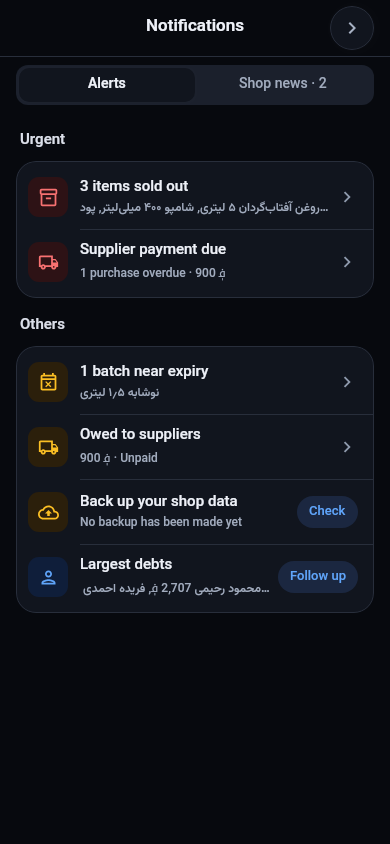 Notifications
Alerts
Shop news · 2
Urgent
3 items sold out
روغن آفتاب‌گردان ۵ لیتری, شامپو ۴۰۰ میلی‌لیتر, پود...
Supplier payment due
1 purchase overdue · 900 ؋
Others
1 batch near expiry
نوشابه ۱٫۵ لیتری
Owed to suppliers
900 ؋ · Unpaid
Back up your shop data
No backup has been made yet
Check
Largest debts
محمود رحیمی 2,707 ؋, فریده احمدی...
Follow up